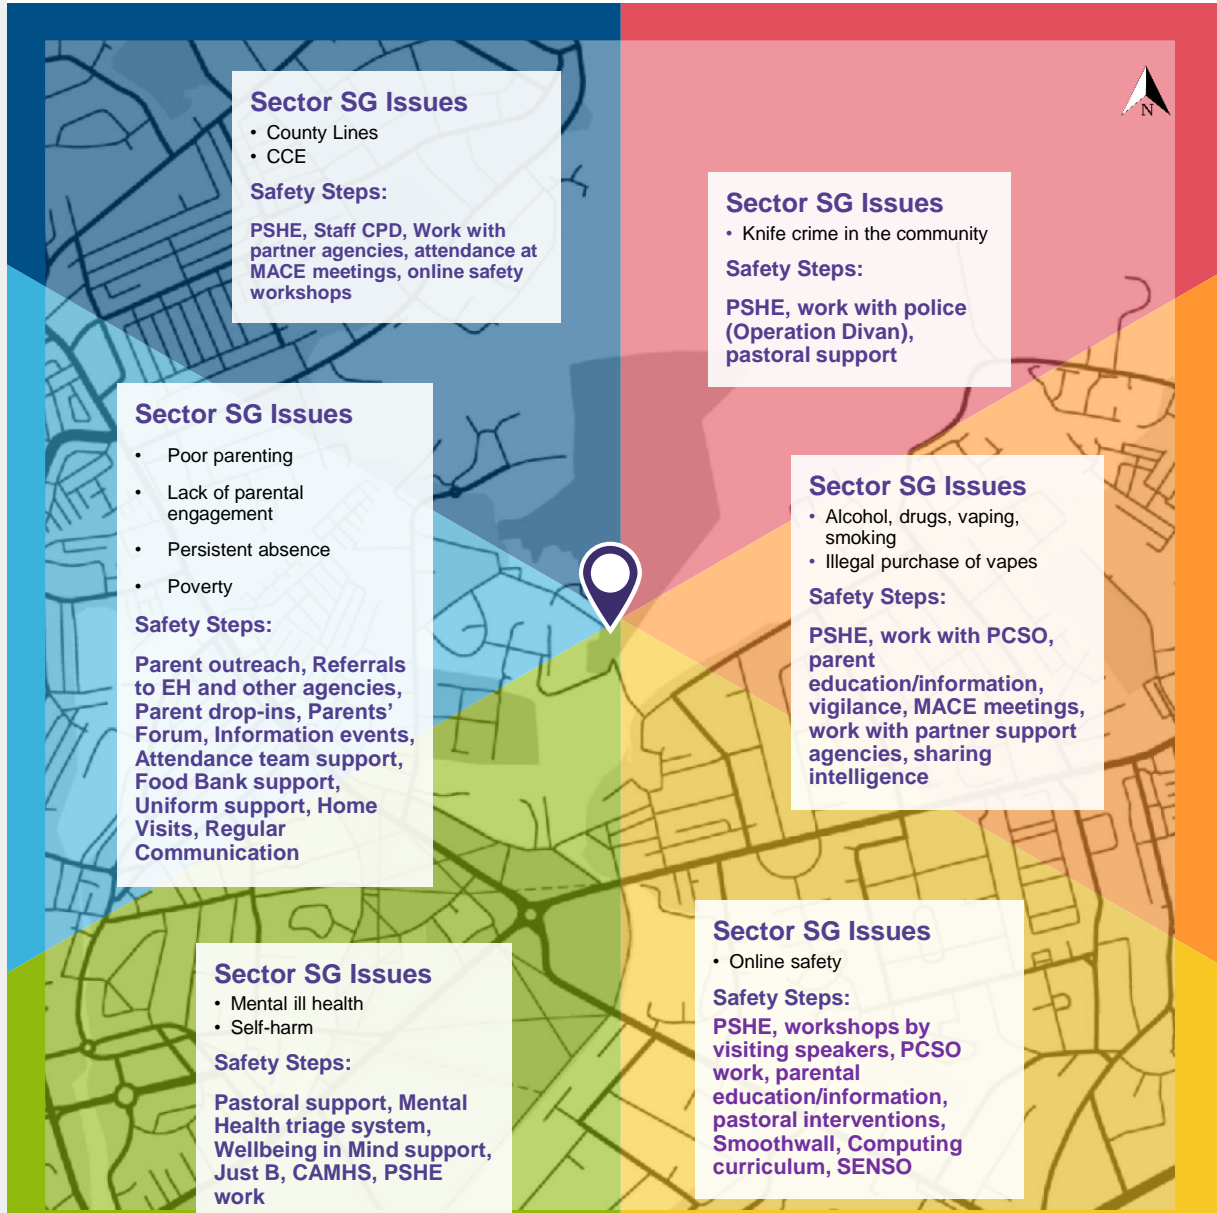 Sector SG Issues
• County Lines
• CCE
Safety Steps:
PSHE, Staff CPD, Work with
partner agencies, attendance at
MACE meetings, online safety
workshops
N
Sector SG Issues
• Knife crime in the community
Safety Steps:
PSHE, work with police
(Operation Divan),
pastoral support
Sector SG Issues
• Poor parenting
• Lack of parental
engagement
• Persistent absence
• Poverty
Safety Steps:
Parent outreach, Referrals
to EH and other agencies,
Parent drop-ins, Parents’
Forum, Information events,
Attendance team support,
Food Bank support,
Uniform support, Home
Visits, Regular
Communication
Sector SG Issues
• Alcohol, drugs, vaping,
smoking
• Illegal purchase of vapes
Safety Steps:
PSHE, work with PCSO,
parent
education/information,
vigilance, MACE meetings,
work with partner support
agencies, sharing
intelligence
Sector SG Issues
• Mental ill health
• Self-harm
Safety Steps:
Pastoral support, Mental
Health triage system,
Wellbeing in Mind support,
Just B, CAMHS, PSHE
work
Sector SG Issues
• Online safety
Safety Steps:
PSHE, workshops by
visiting speakers, PCSO
work, parental
education/information,
pastoral interventions,
Smoothwall, Computing
curriculum, SENSO